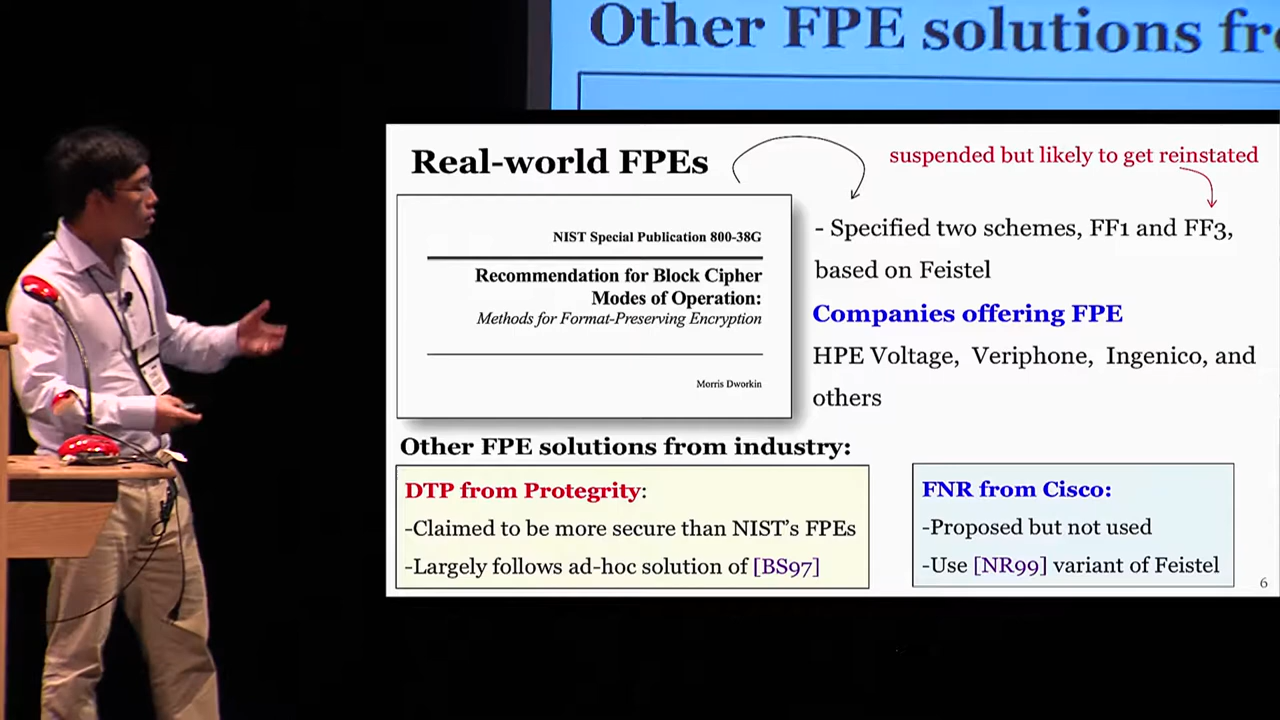 Other FPE solutions fr
Real-world FPEs
suspended but likely to get reinstated
NIST Special Publication 800-38G
Recommendation for Block Cipher
Modes of Operation:
Methods for Format-Preserving Encryption
Morris Dworkin
- Specified two schemes, FF1 and FF3,
based on Feistel
Companies offering FPE
HPE Voltage, Veriphone, Ingenico, and
others
Other FPE solutions from industry:
DTP from Protegrity:
-Claimed to be more secure than NIST's FPEs
-Largely follows ad-hoc solution of [BS97]
FNR from Cisco:
-Proposed but not used
-Use [NR99] variant of Feistel
6